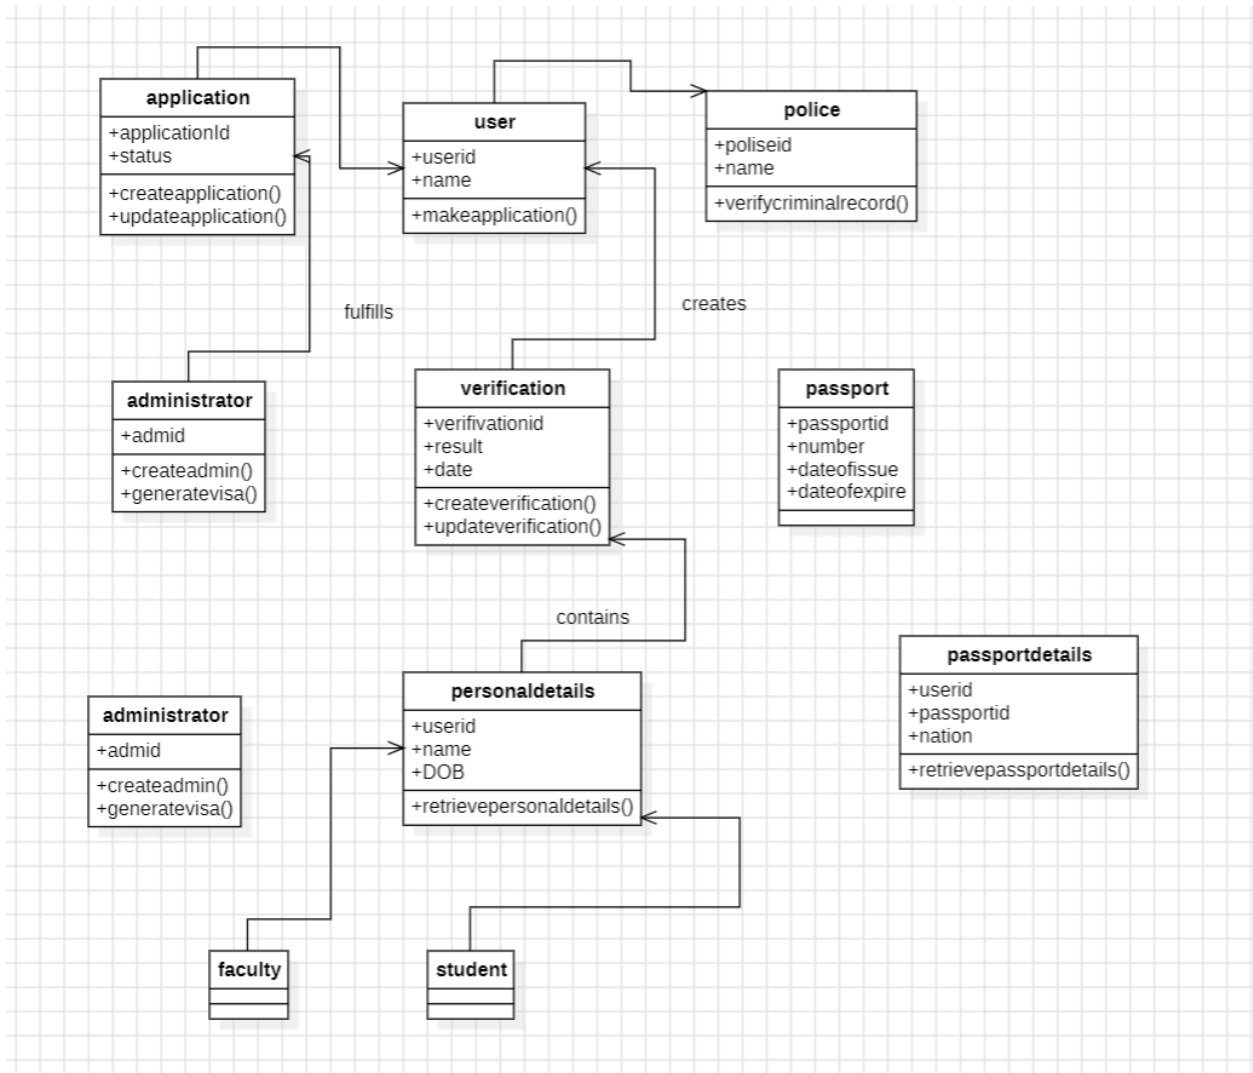 application
+applicationId
+status
+createapplication()
+updateapplication()
user
+userid
+name
+makeapplication()
police
+poliseid
+name
+verifycriminalrecord()
fulfills
creates
administrator
+admid
+createadmin()
+generatevisa()
verification
+verifivationid
+result
+date
+createverification()
+updateverification()
passport
+passportid
+number
+dateofissue
+dateofexpire
contains
administrator
+admid
+createadmin()
+generatevisa()
personaldetails
+userid
+name
+DOB
+retrievepersonaldetails()
passportdetails
+userid
+passportid
+nation
+retrievepassportdetails()
faculty
student